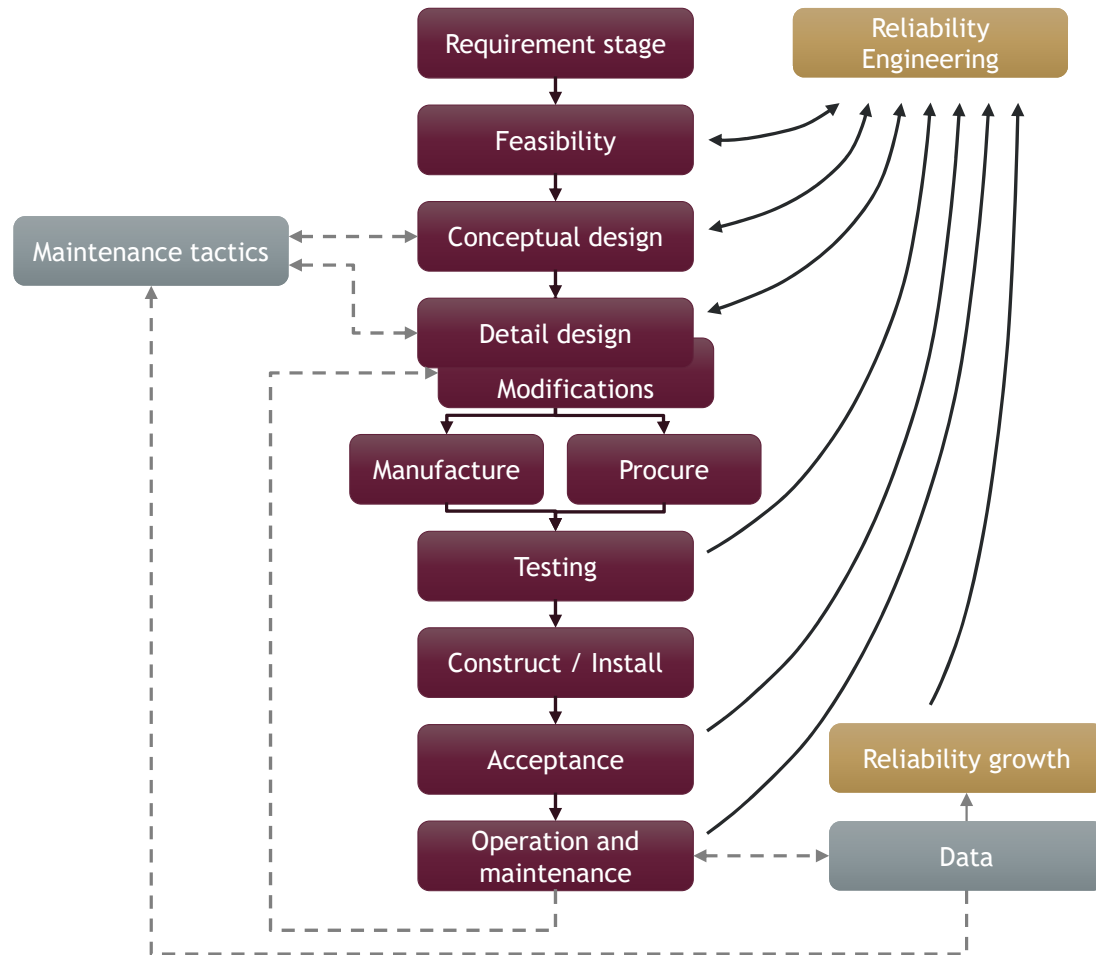 Requirement stage
Reliability
Engineering
Feasibility
Maintenance tactics
Conceptual design
Detail design
Modifications
Manufacture
Procure
Testing
Construct / Install
Acceptance
Reliability growth
Operation and
maintenance
Data